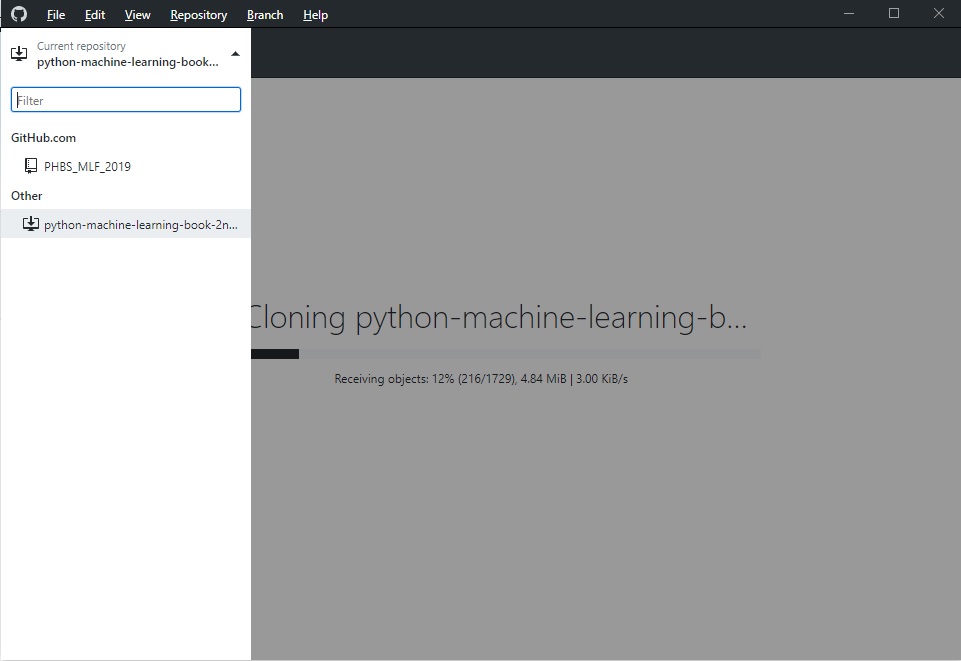 File Edit View Repository Branch Help
Current repository
python-machine-learning-book...
Filter
GitHub.com
PHBS_MLF_2019
Other
python-machine-learning-book-2n...
Cloning python-machine-learning-b...
Receiving objects: 12% (216/1729), 4.84 MiB | 3.00 KiB/s